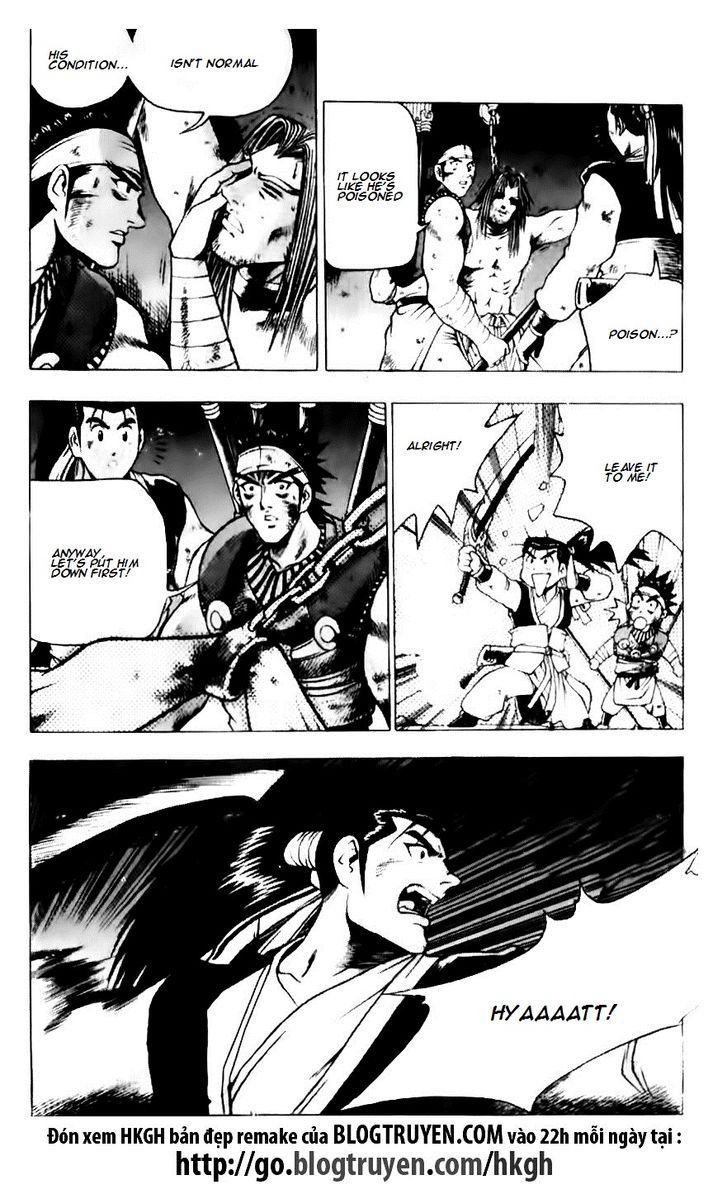 HIS
CONDITION...
ISN'T NORMAL
IT LOOKS
LIKE HE'S
POISONED
POISON...?
ANYWAY,
LET'S PUT HIM
DOWN FIRST!
ALRIGHT!
LEAVE IT
TO ME!
HYAAAATT!
Đón xem HKGH bản đẹp remake của BLOGTRUYEN.COM vào 22h mỗi ngày tại :
http://go.blogtruyen.com/hkgh